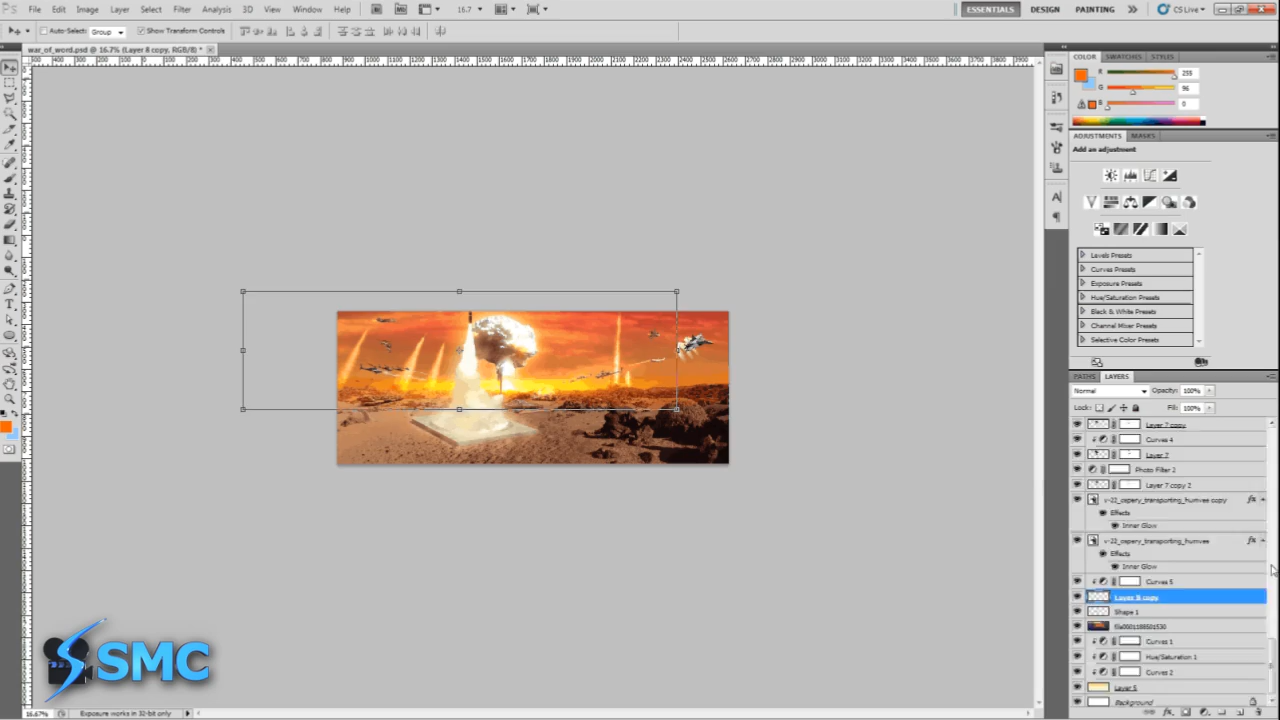 PS File Edit Image Layer Select Filter Analysis 3D View Window Help 16.7 ESSENTIALS DESIGN PAINTING CS Live
Auto-Select: Group Show Transform Controls
war_of_word.psd @ 16.7% (Layer 8 copy, RGB/8) *
COLOR SWATCHES STYLES
R 255
G 96
B 0
ADJUSTMENTS MASKS
Add an adjustment
Levels Presets
Curves Presets
Exposure Presets
Hue/Saturation Presets
Black & White Presets
Channel Mixer Presets
Selective Color Presets
PATHS LAYERS
Normal Opacity: 100%
Lock: Fill: 100%
Layer 7 copy
Curves 4
Layer 7
Photo Filter 2
Layer 7 copy 2
v-22_ospery_transporting_humves copy fx
Effects
Inner Glow
v-22_ospery_transporting_humves fx
Effects
Inner Glow
Curves 5
Layer 8 copy
Shape 1
Curves 1
Hue/Saturation 1
Curves 2
Layer 5
Background
SMC
16.67% Exposure works in 32-bit only